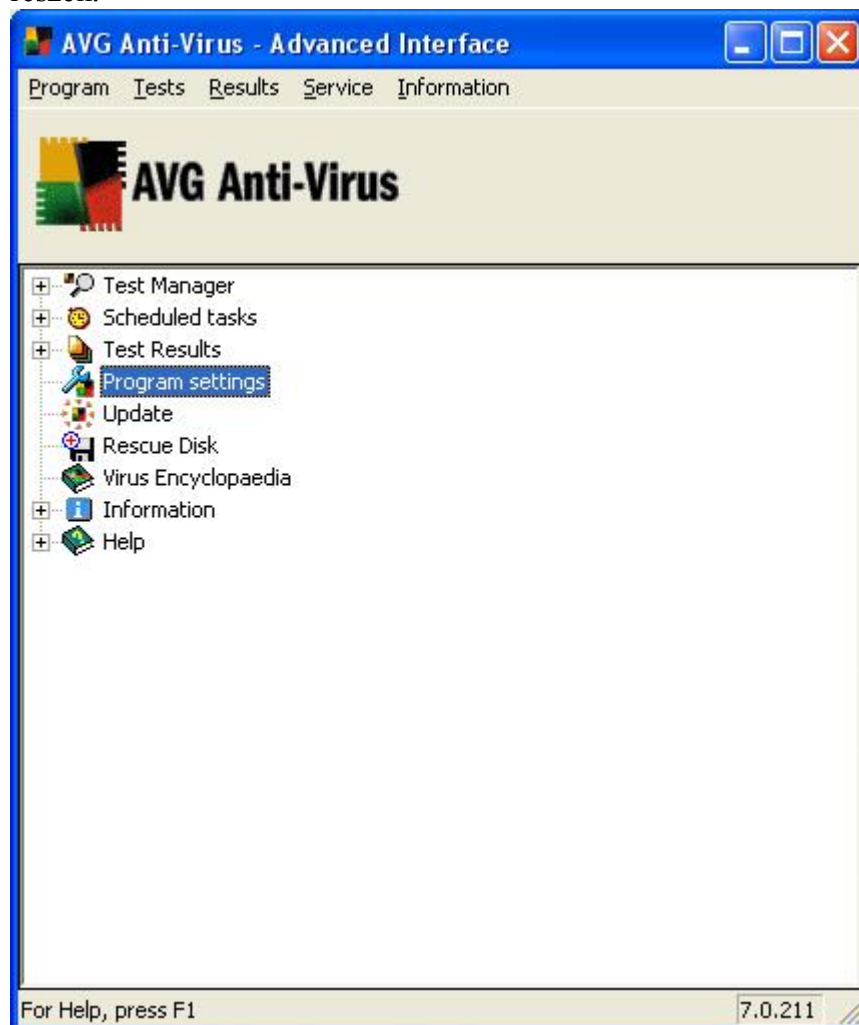 részén.
AVG Anti-Virus - Advanced Interface
Program Tests Results Service Information
AVG Anti-Virus
Test Manager
Scheduled tasks
Test Results
Program settings
Update
Rescue Disk
Virus Encyclopaedia
Information
Help
For Help, press F1 7.0.211